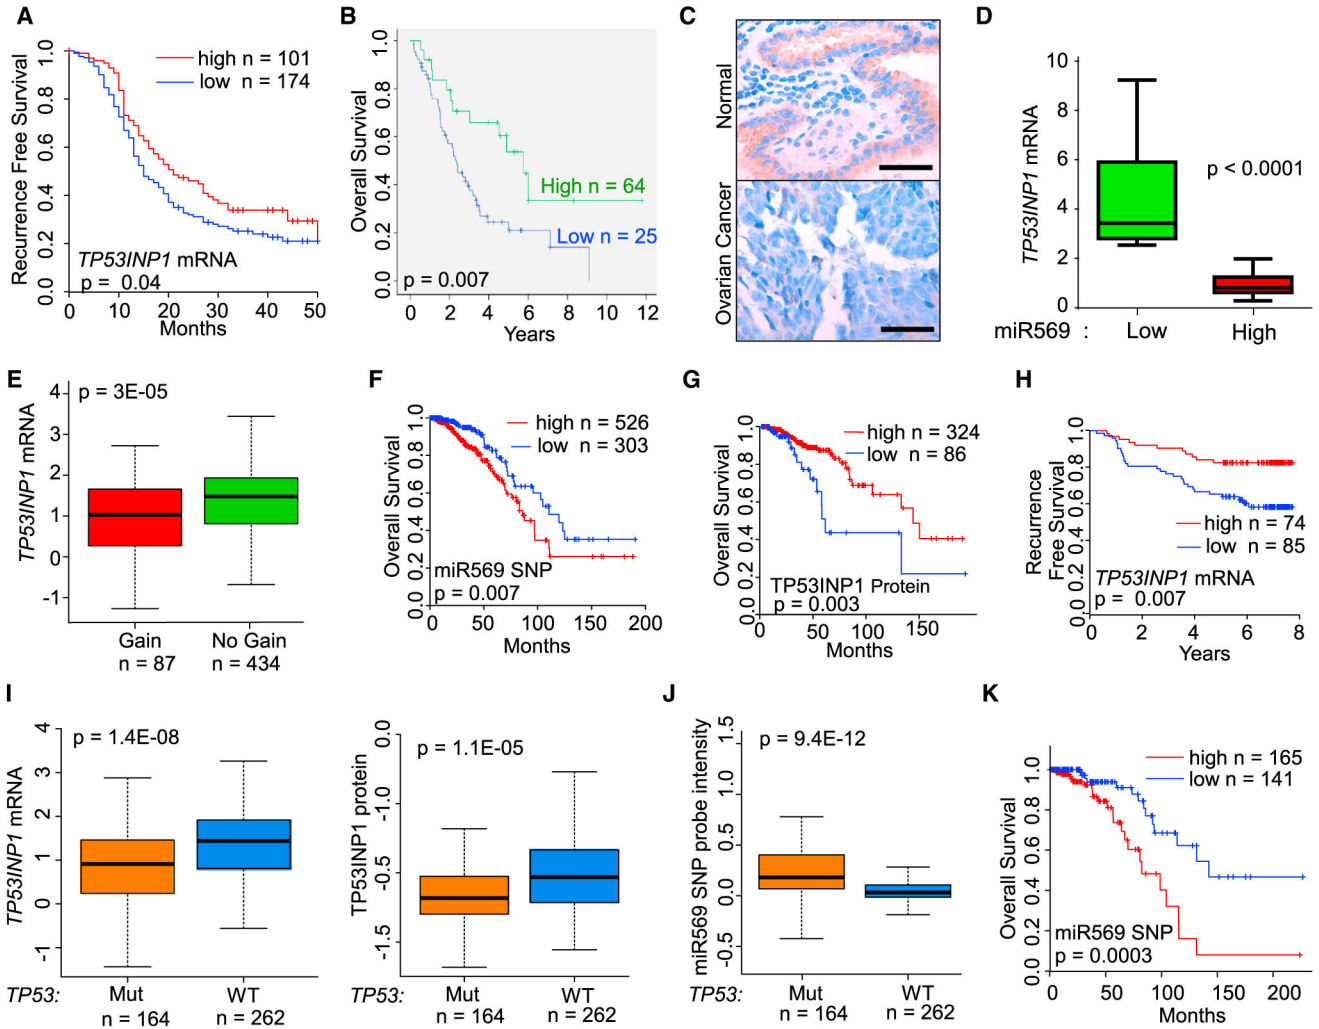 A
Recurrence Free Survival
0.0 0.2 0.4 0.6 0.8 1.0
high n = 101
low n = 174
TP53INP1 mRNA
p = 0.04
0 10 20 30 40 50
Months
B
Overall Survival
0.0 0.2 0.4 0.6 0.8 1.0
High n = 64
Low n = 25
p = 0.007
0 2 4 6 8 10 12
Years
C
Normal
Ovarian Cancer
D
TP53INP1 mRNA
10
8
6
4
2
0
p < 0.0001
miR569 : Low High
E
TP53INP1 mRNA
4
3
2
1
0
-1
p = 3E-05
Gain No Gain
n = 87 n = 434
F
Overall Survival
0.0 0.2 0.4 0.6 0.8 1.0
high n = 526
low n = 303
miR569 SNP
p = 0.007
0 50 100 150 200
Months
G
Overall Survival
0.0 0.2 0.4 0.6 0.8 1.0
high n = 324
low n = 86
TP53INP1 Protein
p = 0.003
0 50 100 150
Months
H
Recurrence
Free Survival
0.0 0.2 0.4 0.6 0.8 1.0
high n = 74
low n = 85
TP53INP1 mRNA
p = 0.007
0 2 4 6 8
Years
I
TP53INP1 mRNA
-1 0 1 2 3 4
p = 1.4E-08
TP53: Mut WT
n = 164 n = 262
TP53INP1 protein
-1.5 -0.5 -1.0 0.0
p = 1.1E-05
TP53: Mut WT
n = 164 n = 262
J
miR569 SNP probe intensity
-0.5 0.0 0.5 1.0 1.5
p = 9.4E-12
TP53: Mut WT
n = 164 n = 262
K
Overall Survival
0.0 0.2 0.4 0.6 0.8 1.0
high n = 165
low n = 141
miR569 SNP
p = 0.0003
0 50 100 150 200
Months